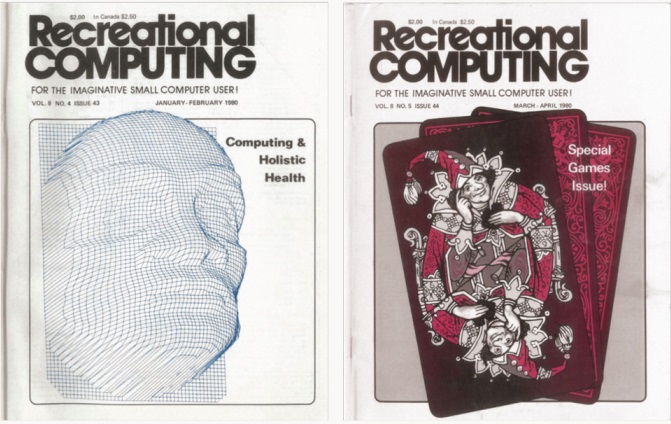 $2.00 In Canada $2.50
Recreational
COMPUTING
FOR THE IMAGINATIVE SMALL COMPUTER USER!
VOL. 8 NO. 4 ISSUE 43 JANUARY-FEBRUARY 1980
Computing &
Holistic
Health
$2.00 In Canada $2.50
Recreational
COMPUTING
FOR THE IMAGINATIVE SMALL COMPUTER USER!
VOL. 8 NO. 5 ISSUE 44 MARCH - APRIL 1980
Special
Games
Issue!